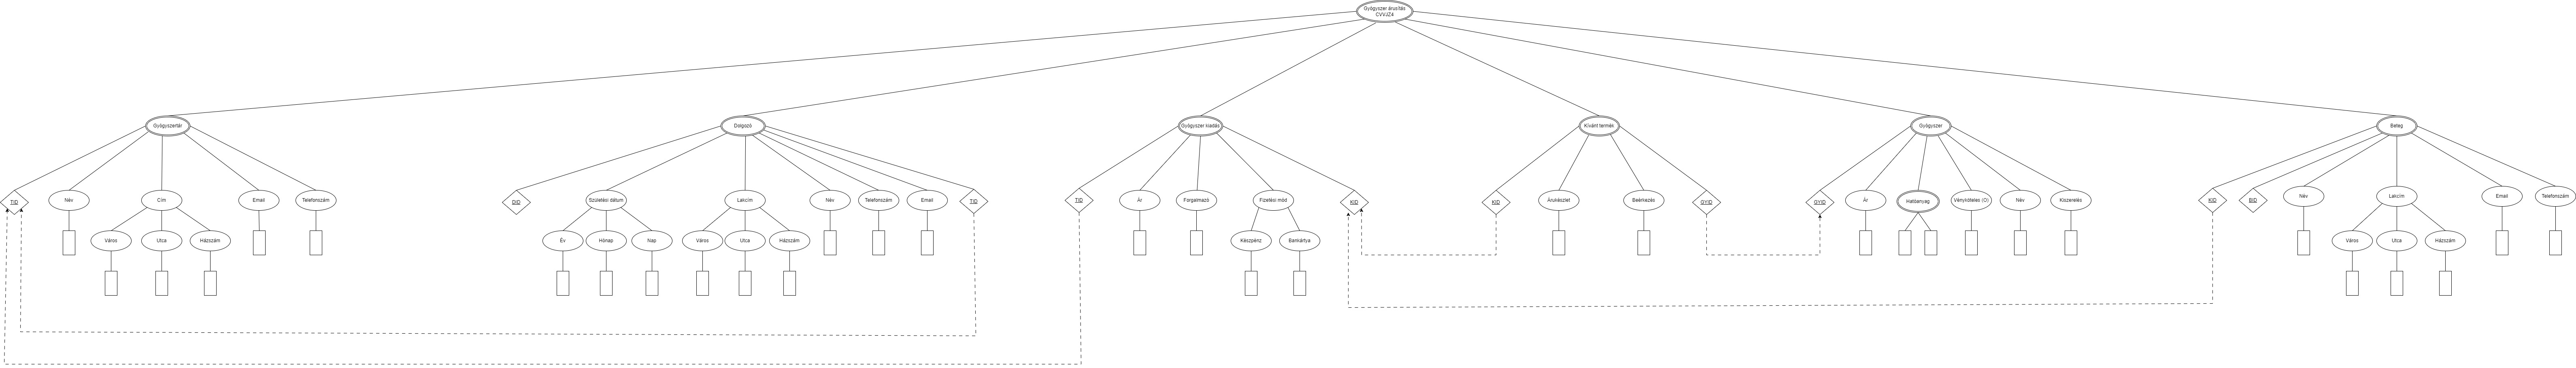 Gyógyszer árusítás
CVVJZ4
Gyógyszertár
Dolgozó
Gyógyszer kiadás
Kívánt termék
Gyógyszer
Beteg
TID
Név
Cím
Email
Telefonszám
DID
Születési dátum
Lakcím
Név
Telefonszám
Email
TID
TID
Ár
Forgalmazó
Fizetési mód
KID
KID
Árukészlet
Beérkezés
GYID
GYID
Ár
Hatóanyag
Vényköteles (O)
Név
Kiszerelés
KID
BID
Név
Lakcím
Email
Telefonszám
Város
Utca
Házszám
Év
Hónap
Nap
Város
Utca
Házszám
Készpénz
Bankártya
Város
Utca
Házszám